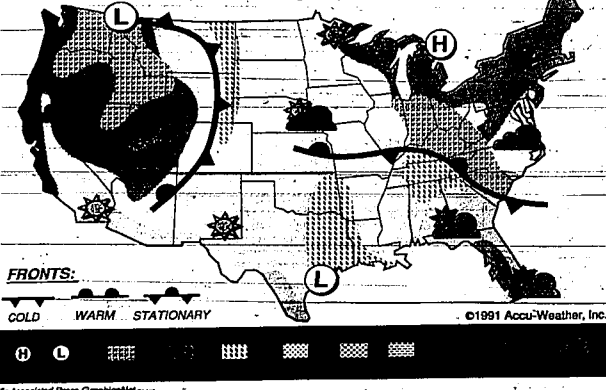 L
H
L
FRONTS:
COLD WARM STATIONARY
©1991 Accu-Weather, Inc.
H L